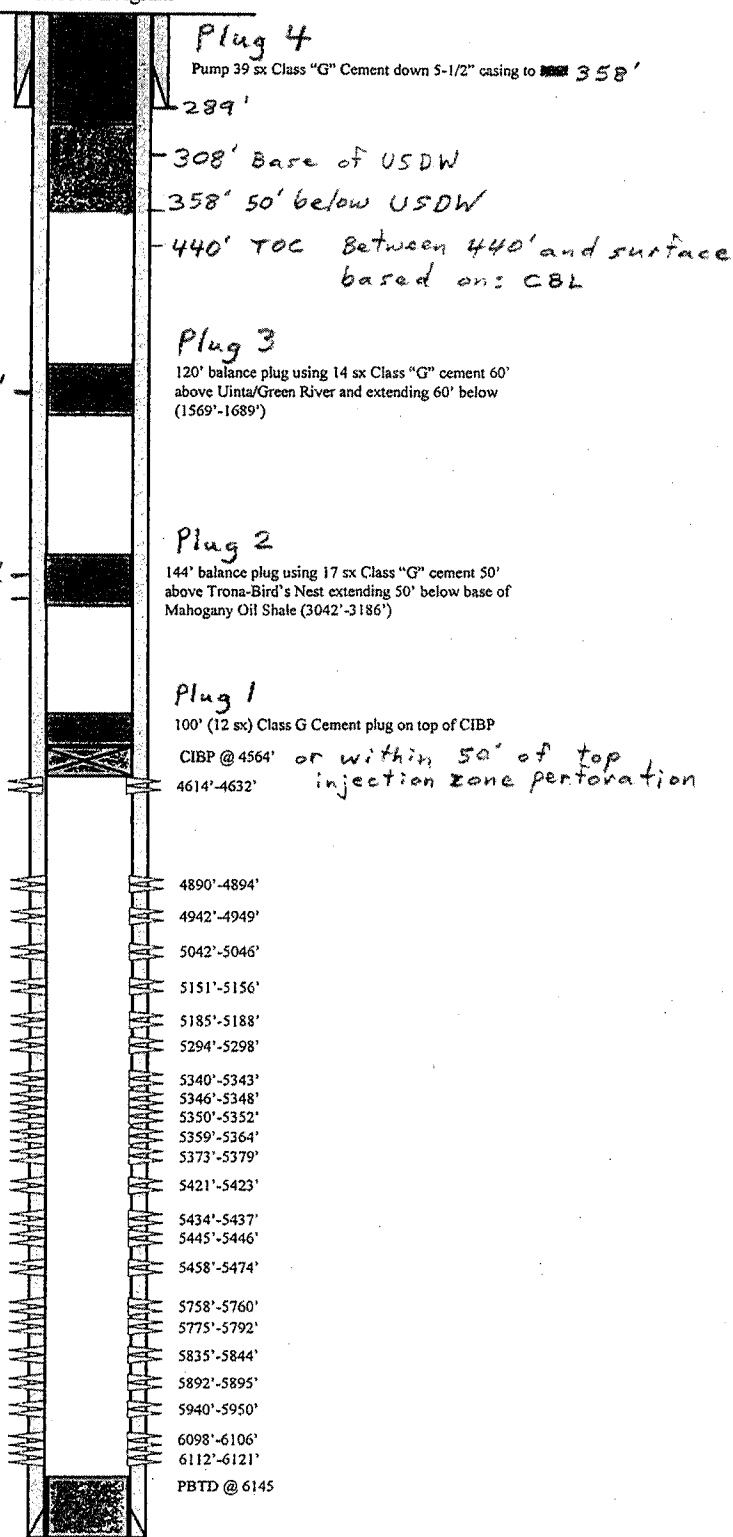 Plug 4
Pump 39 sx Class "G" Cement down 5-1/2" casing to 358'
289'
308' Base of USDW
358' 50' below USDW
440' TOC Between 440' and surface
based on: CBL
Plug 3
120' balance plug using 14 sx Class "G" cement 60'
above Uinta/Green River and extending 60' below
(1569'-1689')
Plug 2
144' balance plug using 17 sx Class "G" cement 50'
above Trona-Bird's Nest extending 50' below base of
Mahogany Oil Shale (3042'-3186')
Plug 1
100' (12 sx) Class G Cement plug on top of CIBP
CIBP @ 4564' or within 50' of top
injection zone perforation
4614'-4632'
4890'-4894'
4942'-4949'
5042'-5046'
5151'-5156'
5185'-5188'
5294'-5298'
5340'-5343'
5346'-5348'
5350'-5352'
5359'-5364'
5373'-5379'
5421'-5423'
5434'-5437'
5445'-5446'
5458'-5474'
5758'-5760'
5775'-5792'
5835'-5844'
5892'-5895'
5940'-5950'
6098'-6106'
6112'-6121'
PBTD @ 6145